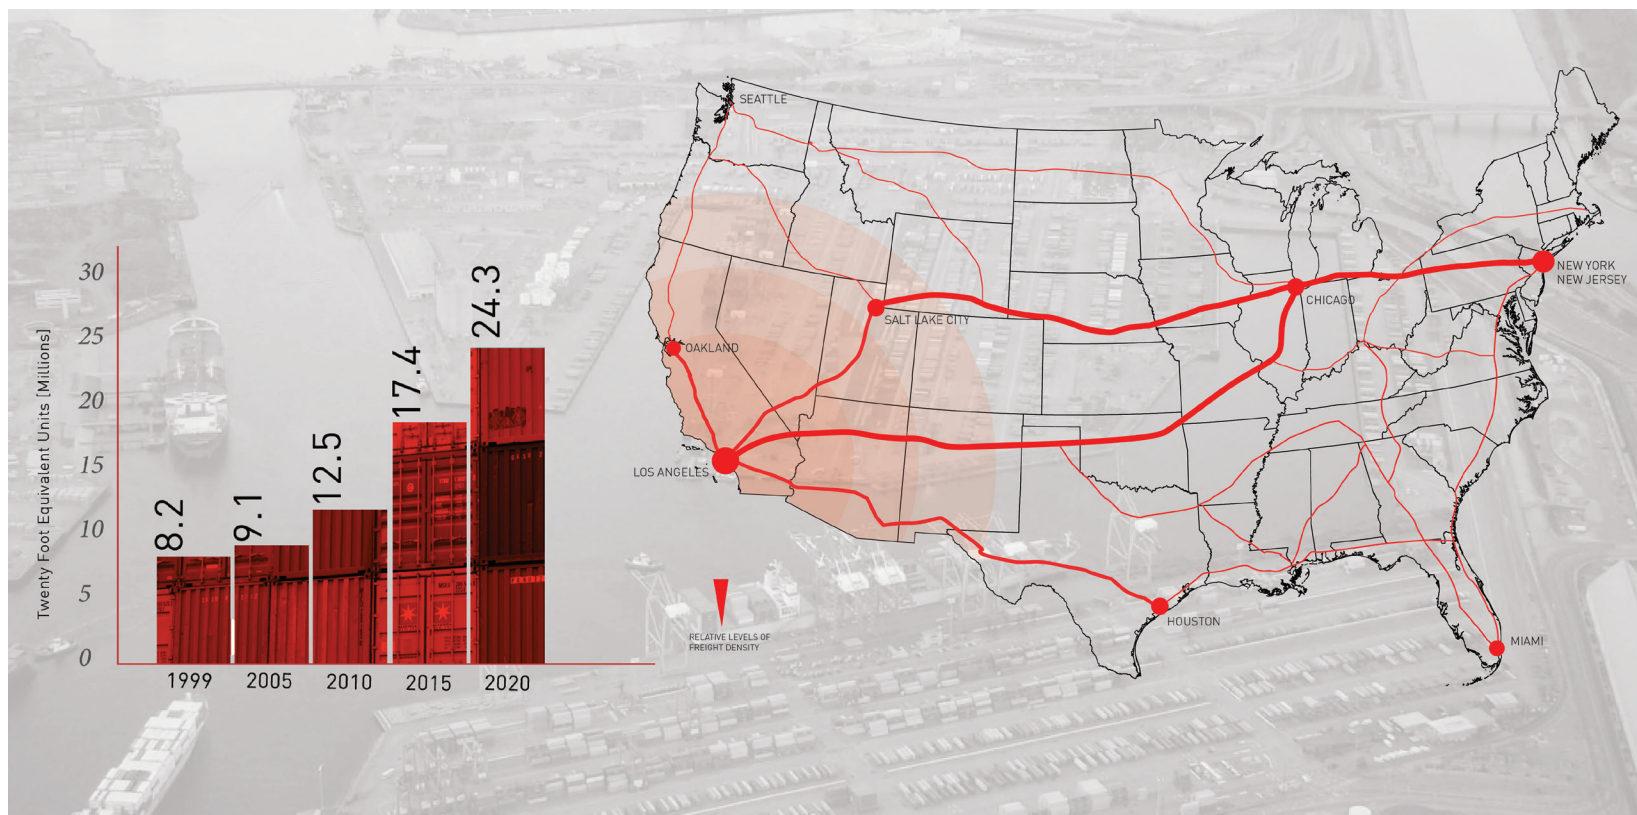 Twenty Foot Equivalent Units [Millions]
30
25
20
15
10
5
0
8.2
9.1
12.5
17.4
24.3
1999
2005
2010
2015
2020
SEATTLE
OAKLAND
SALT LAKE CITY
LOS ANGELES
CHICAGO
NEW YORK
NEW JERSEY
HOUSTON
MIAMI
RELATIVE LEVELS OF
FREIGHT DENSITY